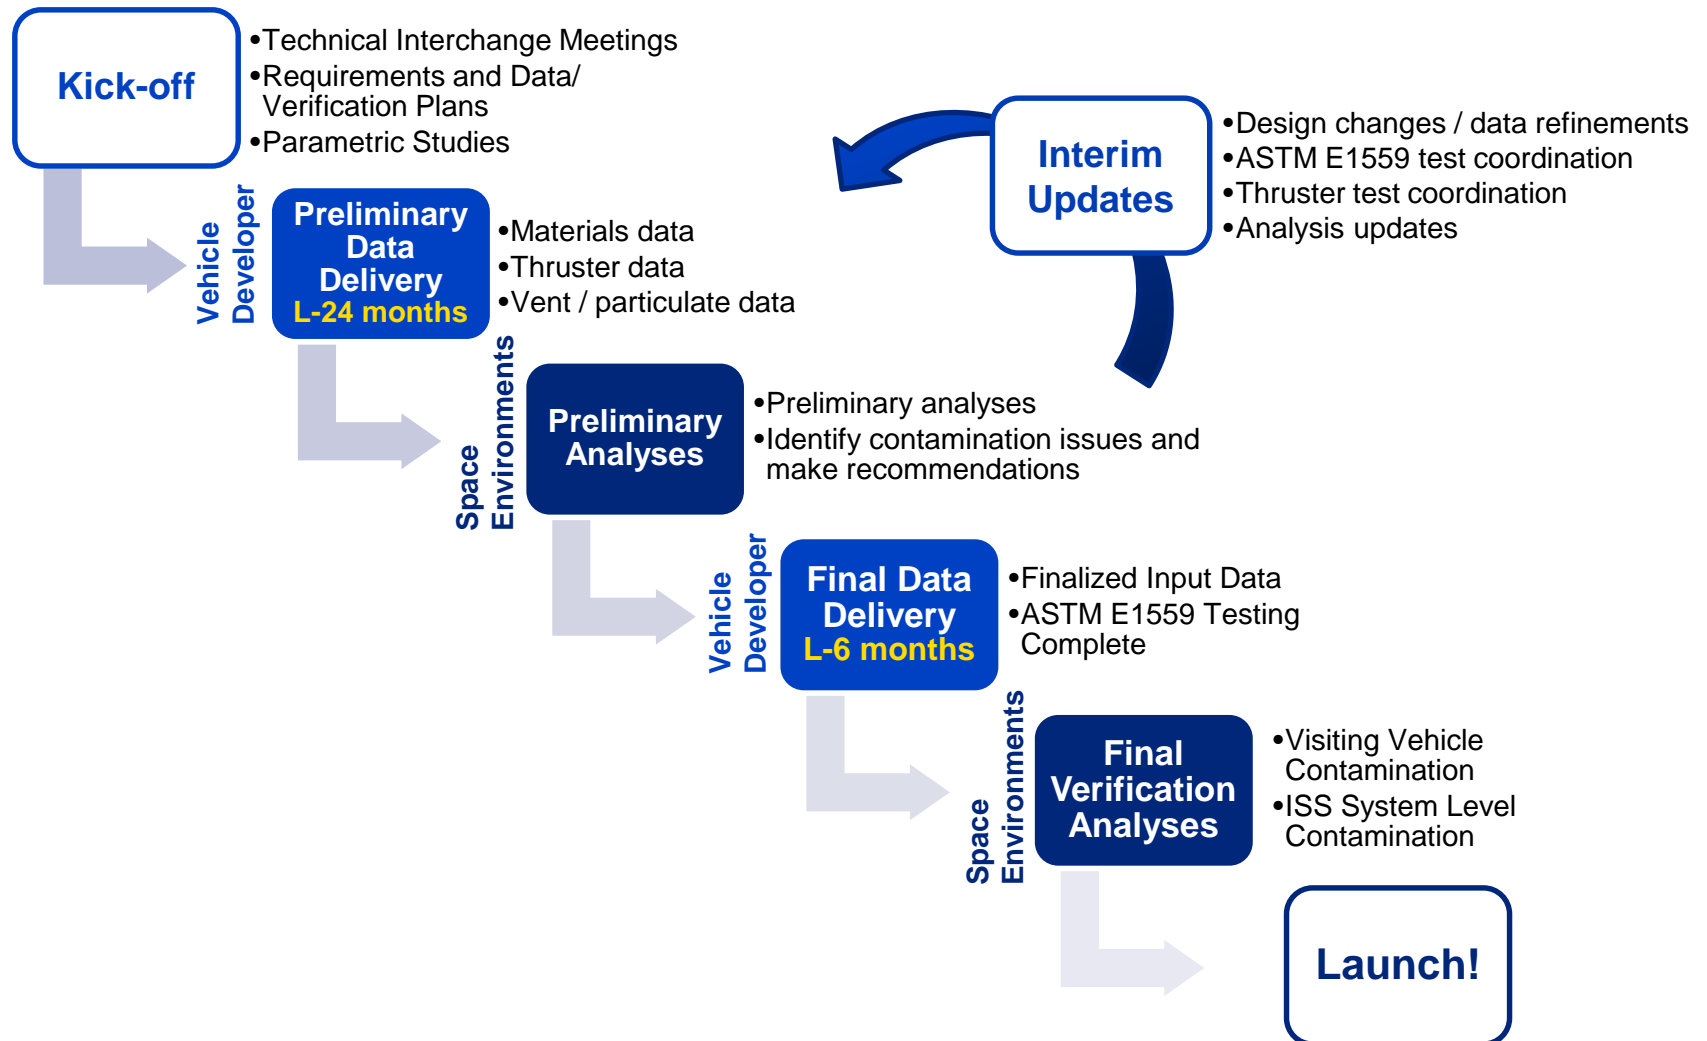 Kick-off
•Technical Interchange Meetings
•Requirements and Data/
Verification Plans
•Parametric Studies
Vehicle
Developer
Preliminary
Data
Delivery
L-24 months
•Materials data
•Thruster data
•Vent / particulate data
Interim
Updates
•Design changes / data refinements
•ASTM E1559 test coordination
•Thruster test coordination
•Analysis updates
Space
Environments
Preliminary
Analyses
•Preliminary analyses
•Identify contamination issues and
make recommendations
Vehicle
Developer
Final Data
Delivery
L-6 months
•Finalized Input Data
•ASTM E1559 Testing
Complete
Space
Environments
Final
Verification
Analyses
•Visiting Vehicle
Contamination
•ISS System Level
Contamination
Launch!